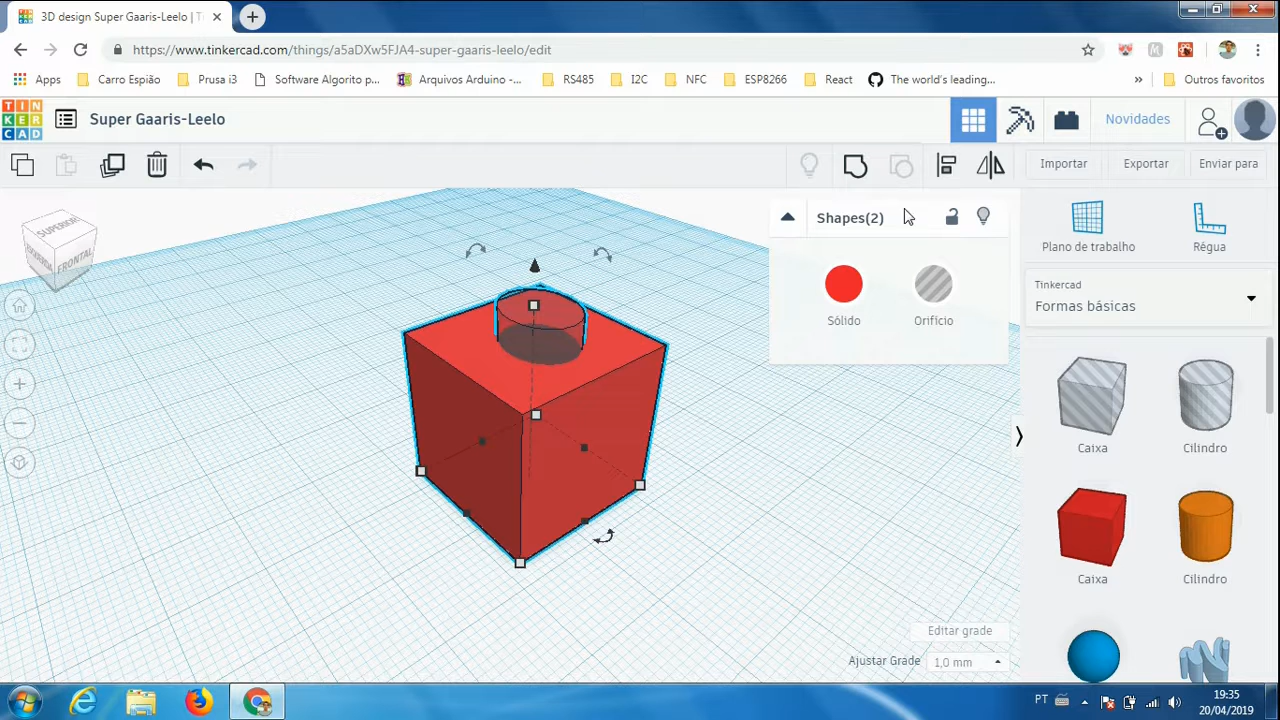 3D design Super Gaaris-Leelo | Ti
https://www.tinkercad.com/things/a5aDXw5FJA4-super-gaaris-leelo/edit
Apps Carro Espião Prusa i3 Software Algorito p... Arquivos Arduino -... RS485 I2C NFC ESP8266 React The world's leading... » Outros favoritos
TIN
KER
CAD
Super Gaaris-Leelo
Novidades
Importar Exportar Enviar para
SUPERIOR
FRONTAL
Shapes(2)
Sólido Orifício
Plano de trabalho Régua
Tinkercad
Formas básicas
Caixa Cilindro
Caixa Cilindro
Editar grade
Ajustar Grade 1,0 mm
PT
19:35
20/04/2019